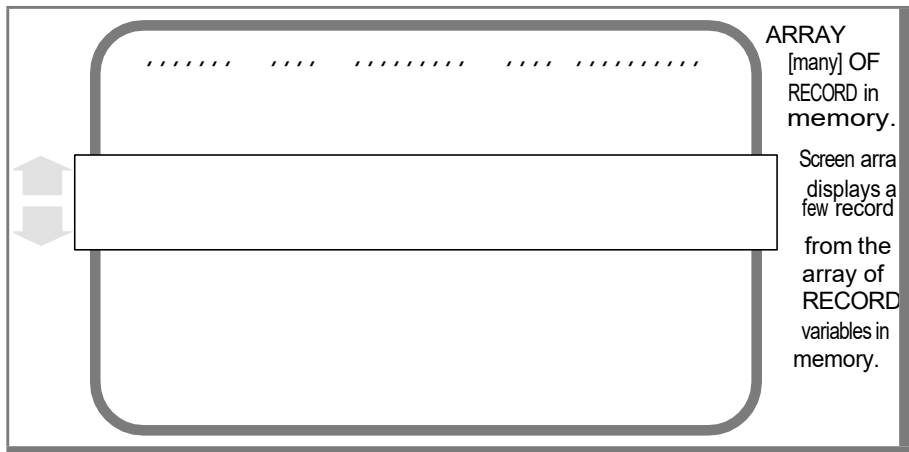 ARRAY
[many] OF
RECORD in
memory.
Screen arra
displays a
few record
from the
array of
RECORD
variables in
memory.